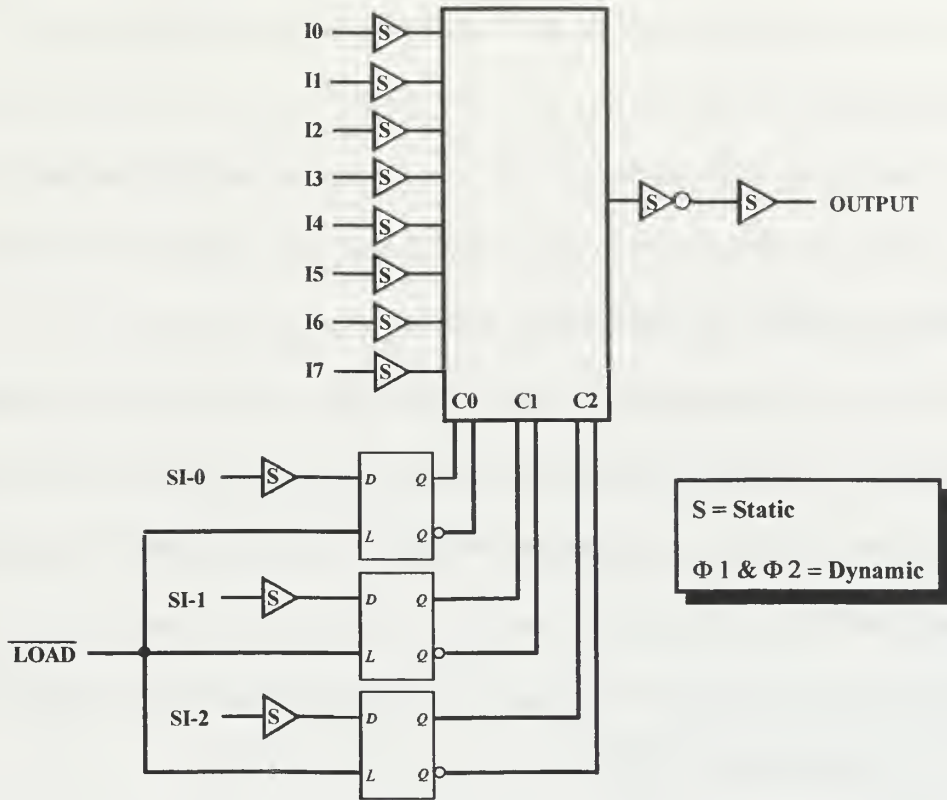 I0
S
I1
S
I2
S
I3
S
I4
S
I5
S
I6
S
I7
S
S
S
OUTPUT
C0 C1 C2
SI-0
S
D
Q
L
Q
SI-1
S
D
Q
L
Q
LOAD
SI-2
S
D
Q
L
Q
S = Static
Φ 1 & Φ 2 = Dynamic